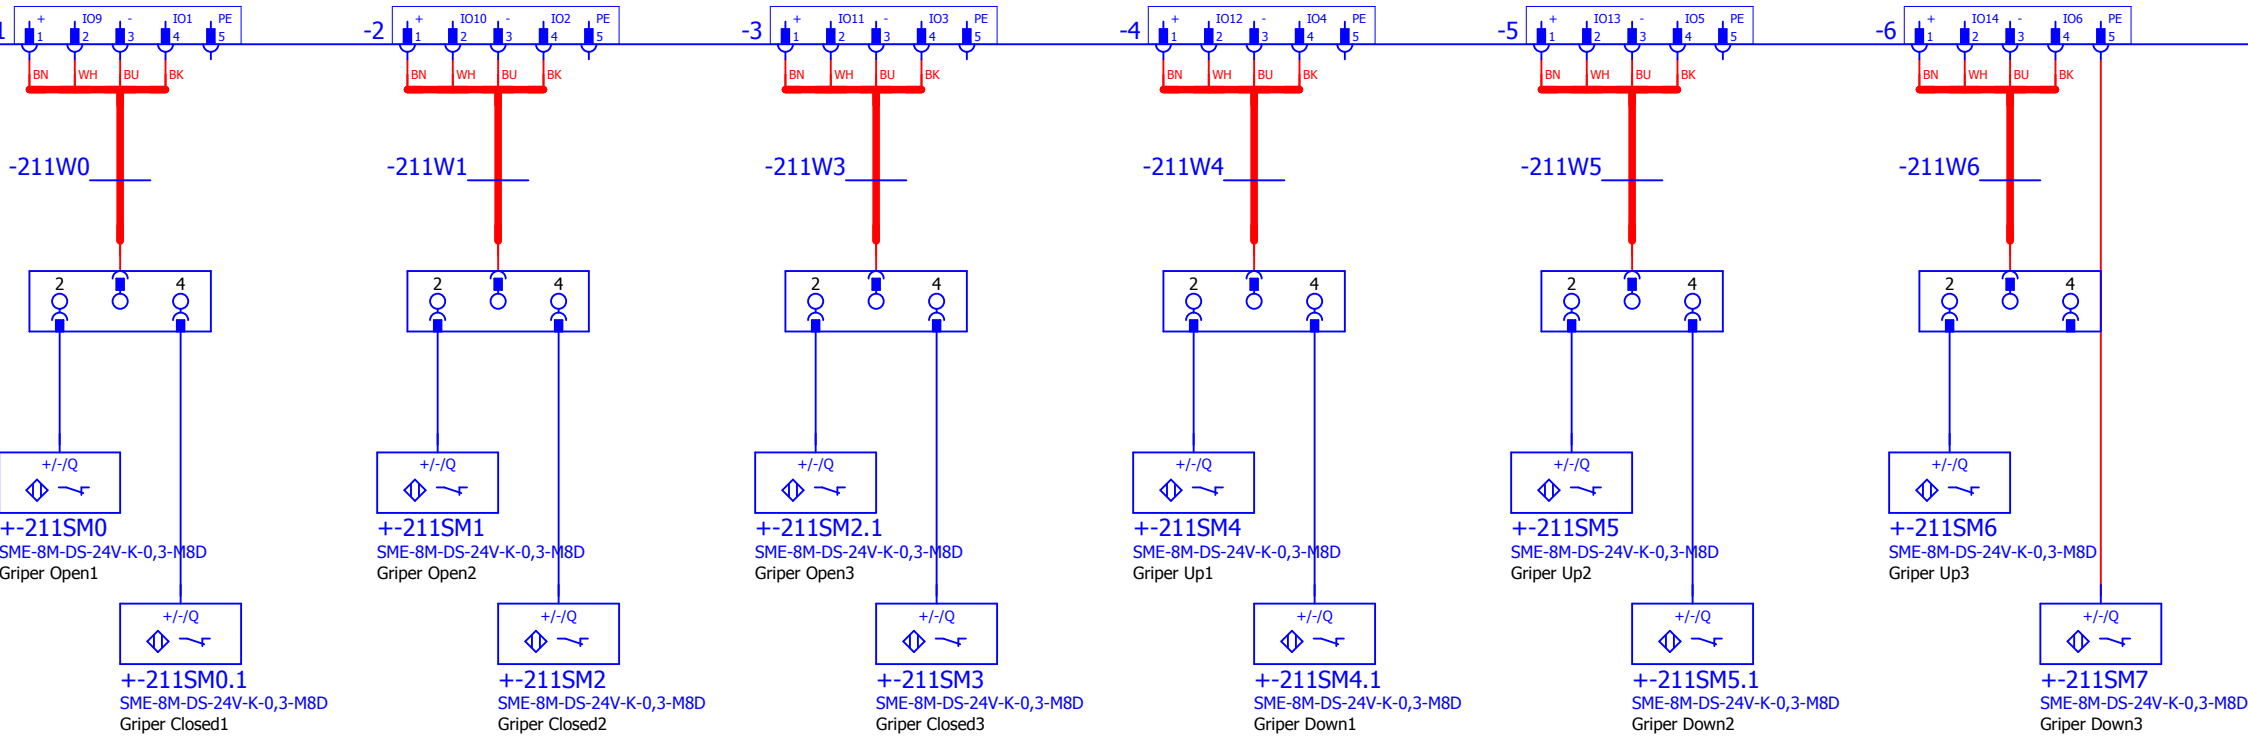 + IO9 - IO1 PE
+ IO10 - IO2 PE
+ IO11 - IO3 PE
+ IO12 - IO4 PE
+ IO13 - IO5 PE
+ IO14 - IO6 PE
1
-2
-3
-4
-5
-6
1 2 3 4 5
1 2 3 4 5
1 2 3 4 5
1 2 3 4 5
1 2 3 4 5
1 2 3 4 5
BN WH BU BK
BN WH BU BK
BN WH BU BK
BN WH BU BK
BN WH BU BK
BN WH BU BK
-211W0
-211W1
-211W3
-211W4
-211W5
-211W6
2 4
2 4
2 4
2 4
2 4
2 4
+/-/Q
+-211SM0
SME-8M-DS-24V-K-0,3-M8D
Griper Open1
+/-/Q
+-211SM1
SME-8M-DS-24V-K-0,3-M8D
Griper Open2
+/-/Q
+-211SM2.1
SME-8M-DS-24V-K-0,3-M8D
Griper Open3
+/-/Q
+-211SM4
SME-8M-DS-24V-K-0,3-M8D
Griper Up1
+/-/Q
+-211SM5
SME-8M-DS-24V-K-0,3-M8D
Griper Up2
+/-/Q
+-211SM6
SME-8M-DS-24V-K-0,3-M8D
Griper Up3
+/-/Q
+-211SM0.1
SME-8M-DS-24V-K-0,3-M8D
Griper Closed1
+/-/Q
+-211SM2
SME-8M-DS-24V-K-0,3-M8D
Griper Closed2
+/-/Q
+-211SM3
SME-8M-DS-24V-K-0,3-M8D
Griper Closed3
+/-/Q
+-211SM4.1
SME-8M-DS-24V-K-0,3-M8D
Griper Down1
+/-/Q
+-211SM5.1
SME-8M-DS-24V-K-0,3-M8D
Griper Down2
+/-/Q
+-211SM7
SME-8M-DS-24V-K-0,3-M8D
Griper Down3